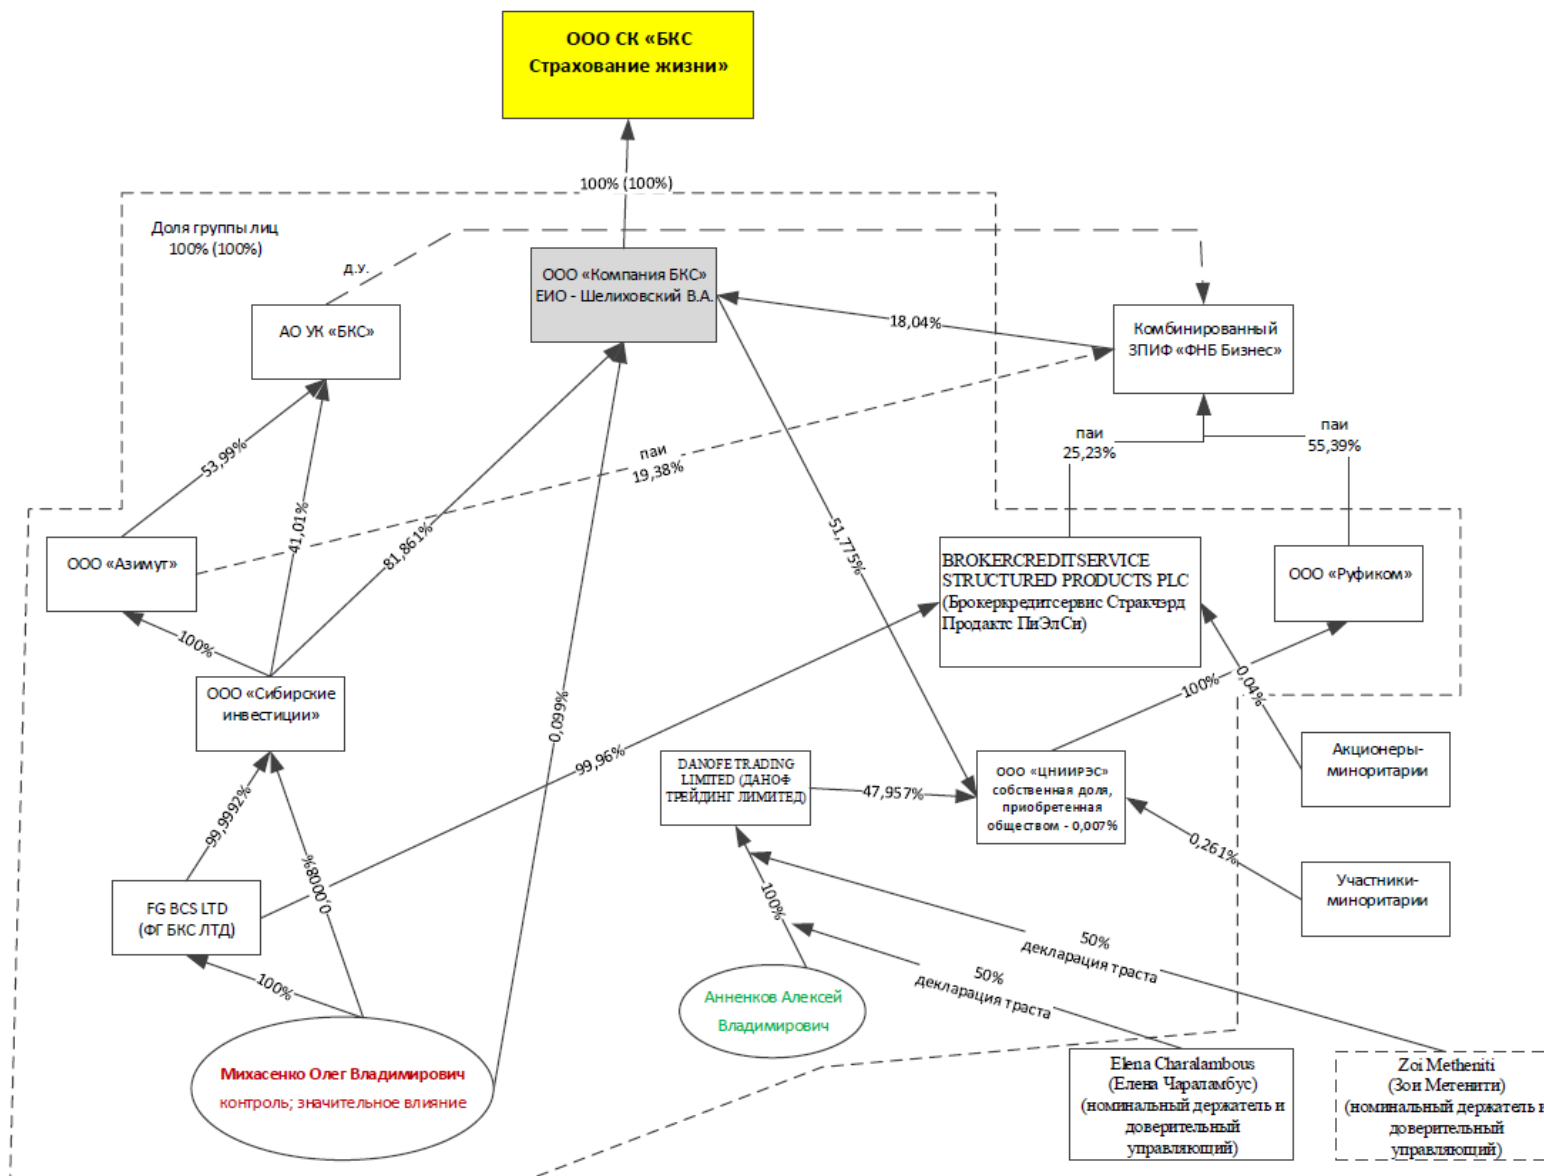 ООО СК «БКС
Страхование жизни»
100% (100%)
Доля группы лиц
100% (100%)
д.у.
ООО «Компания БКС»
ЕИО - Шелиховский В.А.
АО УК «БКС»
18,04%
Комбинированный
ЗПИФ «ФНБ Бизнес»
53,99%
41,01%
81,861%
паи
19,38%
51,775%
паи
25,23%
паи
55,39%
ООО «Азимут»
BROKERCREDITSERVICE
STRUCTURED PRODUCTS PLC
(Брокеркредитсервис Стракчэрд
Продактс ПиЭлСи)
ООО «Руфиком»
100%
ООО «Сибирские
инвестиции»
0,099%
99,96%
100%
0,04%
DANOFE TRADING
LIMITED (ДАНОФ
ТРЕЙДИНГ ЛИМИТЕД)
47,957%
ООО «ЦНИИРЭС»
собственная доля,
приобретенная
обществом - 0,007%
Акционеры-
миноритарии
99,9992%
0,0008%
0,261%
Участники-
миноритарии
FG BCS LTD
(ФГ БКС ЛТД)
100%
100%
50%
декларация траста
50%
декларация траста
Анненков Алексей
Владимирович
Михасенко Олег Владимирович
контроль; значительное влияние
Elena Charalambous
(Елена Чараламбус)
(номинальный держатель и
доверительный
управляющий)
Zoi Metheniti
(Зои Метенити)
(номинальный держатель и
доверительный
управляющий)